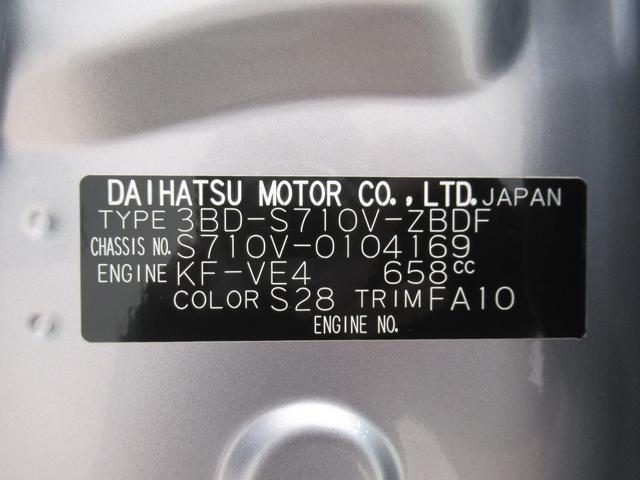 DAIHATSU MOTOR CO., LTD. JAPAN
TYPE 3BD-S710V-ZBDF
CHASSIS NO. S710V-0104169
ENGINE KF-VE4 658cc
COLOR S28 TRIM FA10
ENGINE NO.